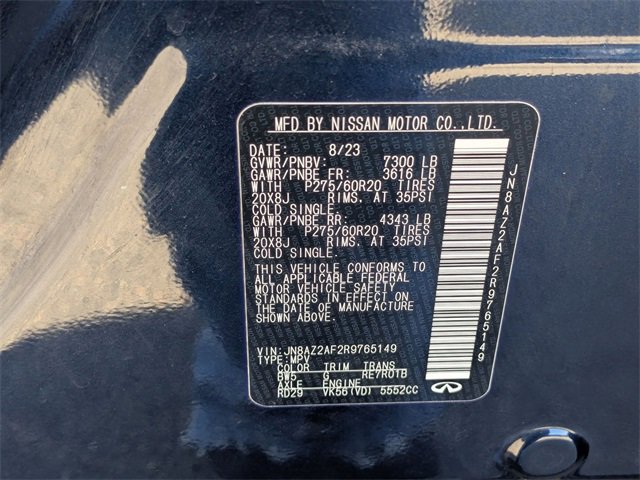 MFD BY NISSAN MOTOR CO.,LTD.
DATE: 8/23
GVWR/PNBV: 7300 LB
GAWR/PNBE FR: 3616 LB
WITH P275/60R20 TIRES
20X8J RIMS. AT 35PSI
COLD SINGLE.
GAWR/PNBE RR: 4343 LB
WITH P275/60R20 TIRES
20X8J RIMS. AT 35PSI
COLD SINGLE.
THIS VEHICLE CONFORMS TO
ALL APPLICABLE FEDERAL
MOTOR VEHICLE SAFETY
STANDARDS IN EFFECT ON
THE DATE OF MANUFACTURE
SHOWN ABOVE.
VIN: JN8AZ2AF2R9765149
TYPE: MPV
COLOR TRIM TRANS
BW5 G RE7R01B
AXLE ENGINE
RD29 VK56(VD) 5552CC
JN8AZ2AF2R9765149